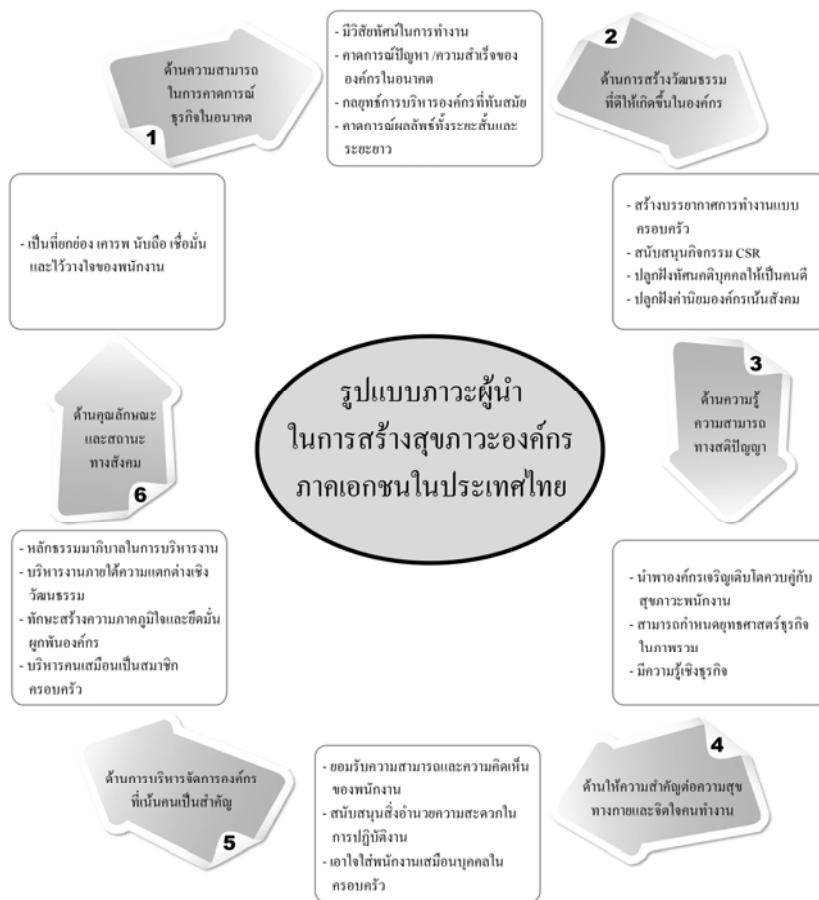 ด้านความสามารถ
ในการคาดการณ์
ธุรกิจในอนาคต
1
- มีวิสัยทัศน์ในการทำงาน
- คาดการณ์ปัญหา /ความสำเร็จของ
องค์กรในอนาคต
- กลยุทธ์การบริหารองค์กรที่ทันสมัย
- คาดการณ์ผลลัพธ์ทั้งระยะสั้นและ
ระยะยาว
2
ด้านการสร้างวัฒนธรรม
ที่ดีให้เกิดขึ้นในองค์กร
- สร้างบรรยากาศการทำงานแบบ
ครอบครัว
- สนับสนุนกิจกรรม CSR
- ปลูกฝังทัศนคติบุคคลให้เป็นคนดี
- ปลูกฝังค่านิยมองค์กรเน้นสังคม
3
ด้านความรู้
ความสามารถ
ทางสติปัญญา
- นำพาองค์กรเจริญเติบโตควบคู่กับ
สุขภาวะพนักงาน
- สามารถกำหนดยุทธศาสตร์ธุรกิจ
ในภาพรวม
- มีความรู้เชิงธุรกิจ
4
ด้านให้ความสำคัญต่อความสุข
ทางกายและจิตใจคนทำงาน
- ยอมรับความสามารถและความคิดเห็น
ของพนักงาน
- สนับสนุนสิ่งอำนวยความสะดวกใน
การปฏิบัติงาน
- เอาใจใส่พนักงานเสมือนบุคคลใน
ครอบครัว
ด้านการบริหารจัดการองค์กร
ที่เน้นคนเป็นสำคัญ
5
- หลักธรรมมาภิบาลในการบริหารงาน
- บริหารงานภายใต้ความแตกต่างเชิง
วัฒนธรรม
- ทักษะสร้างความภาคภูมิใจและยึดมั่น
ผูกพันองค์กร
- บริหารคนเสมือนเป็นสมาชิก
ครอบครัว
ด้านคุณลักษณะ
และสถานะ
ทางสังคม
6
- เป็นที่ยกย่อง เคารพ นับถือ เชื่อมั่น
และไว้วางใจของพนักงาน
รูปแบบภาวะผู้นำ
ในการสร้างสุขภาวะองค์กร
ภาคเอกชนในประเทศไทย